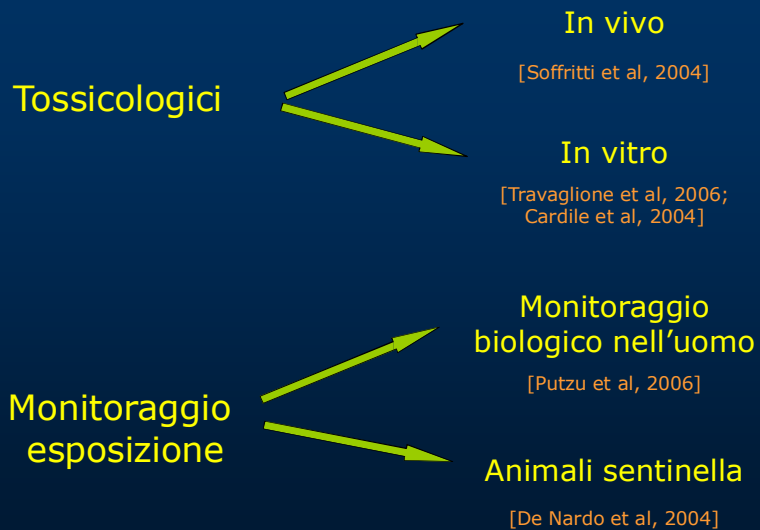 Tossicologici
In vivo
[Soffritti et al, 2004]
In vitro
[Travaglione et al, 2006;
Cardile et al, 2004]
Monitoraggio
esposizione
Monitoraggio
biologico nell’uomo
[Putzu et al, 2006]
Animali sentinella
[De Nardo et al, 2004]